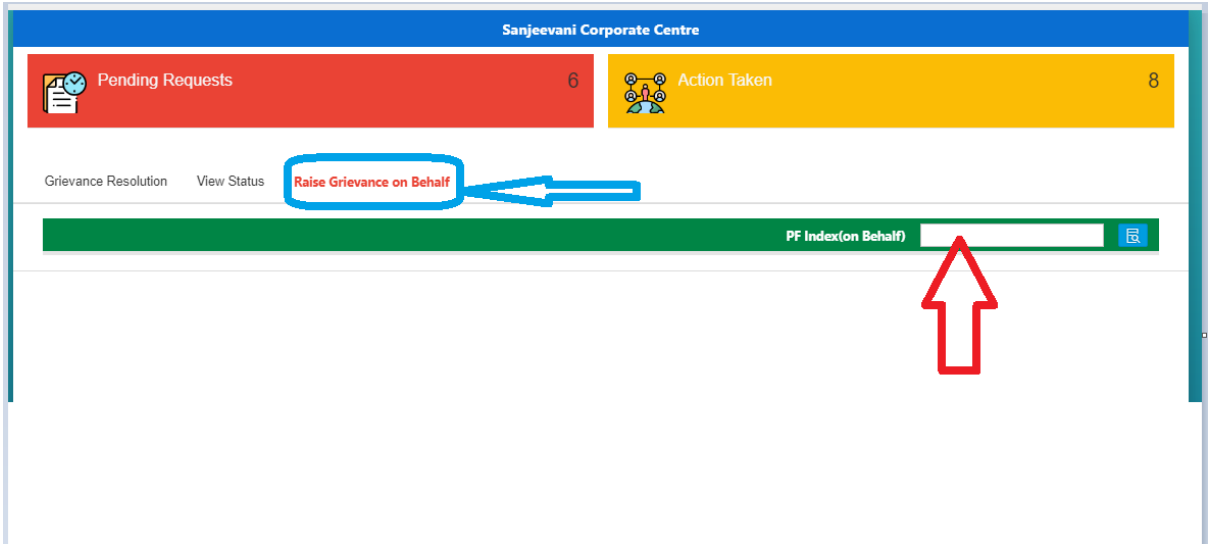 Sanjeevani Corporate Centre
Pending Requests 6
Action Taken 8
Grievance Resolution View Status Raise Grievance on Behalf
PF Index(on Behalf)